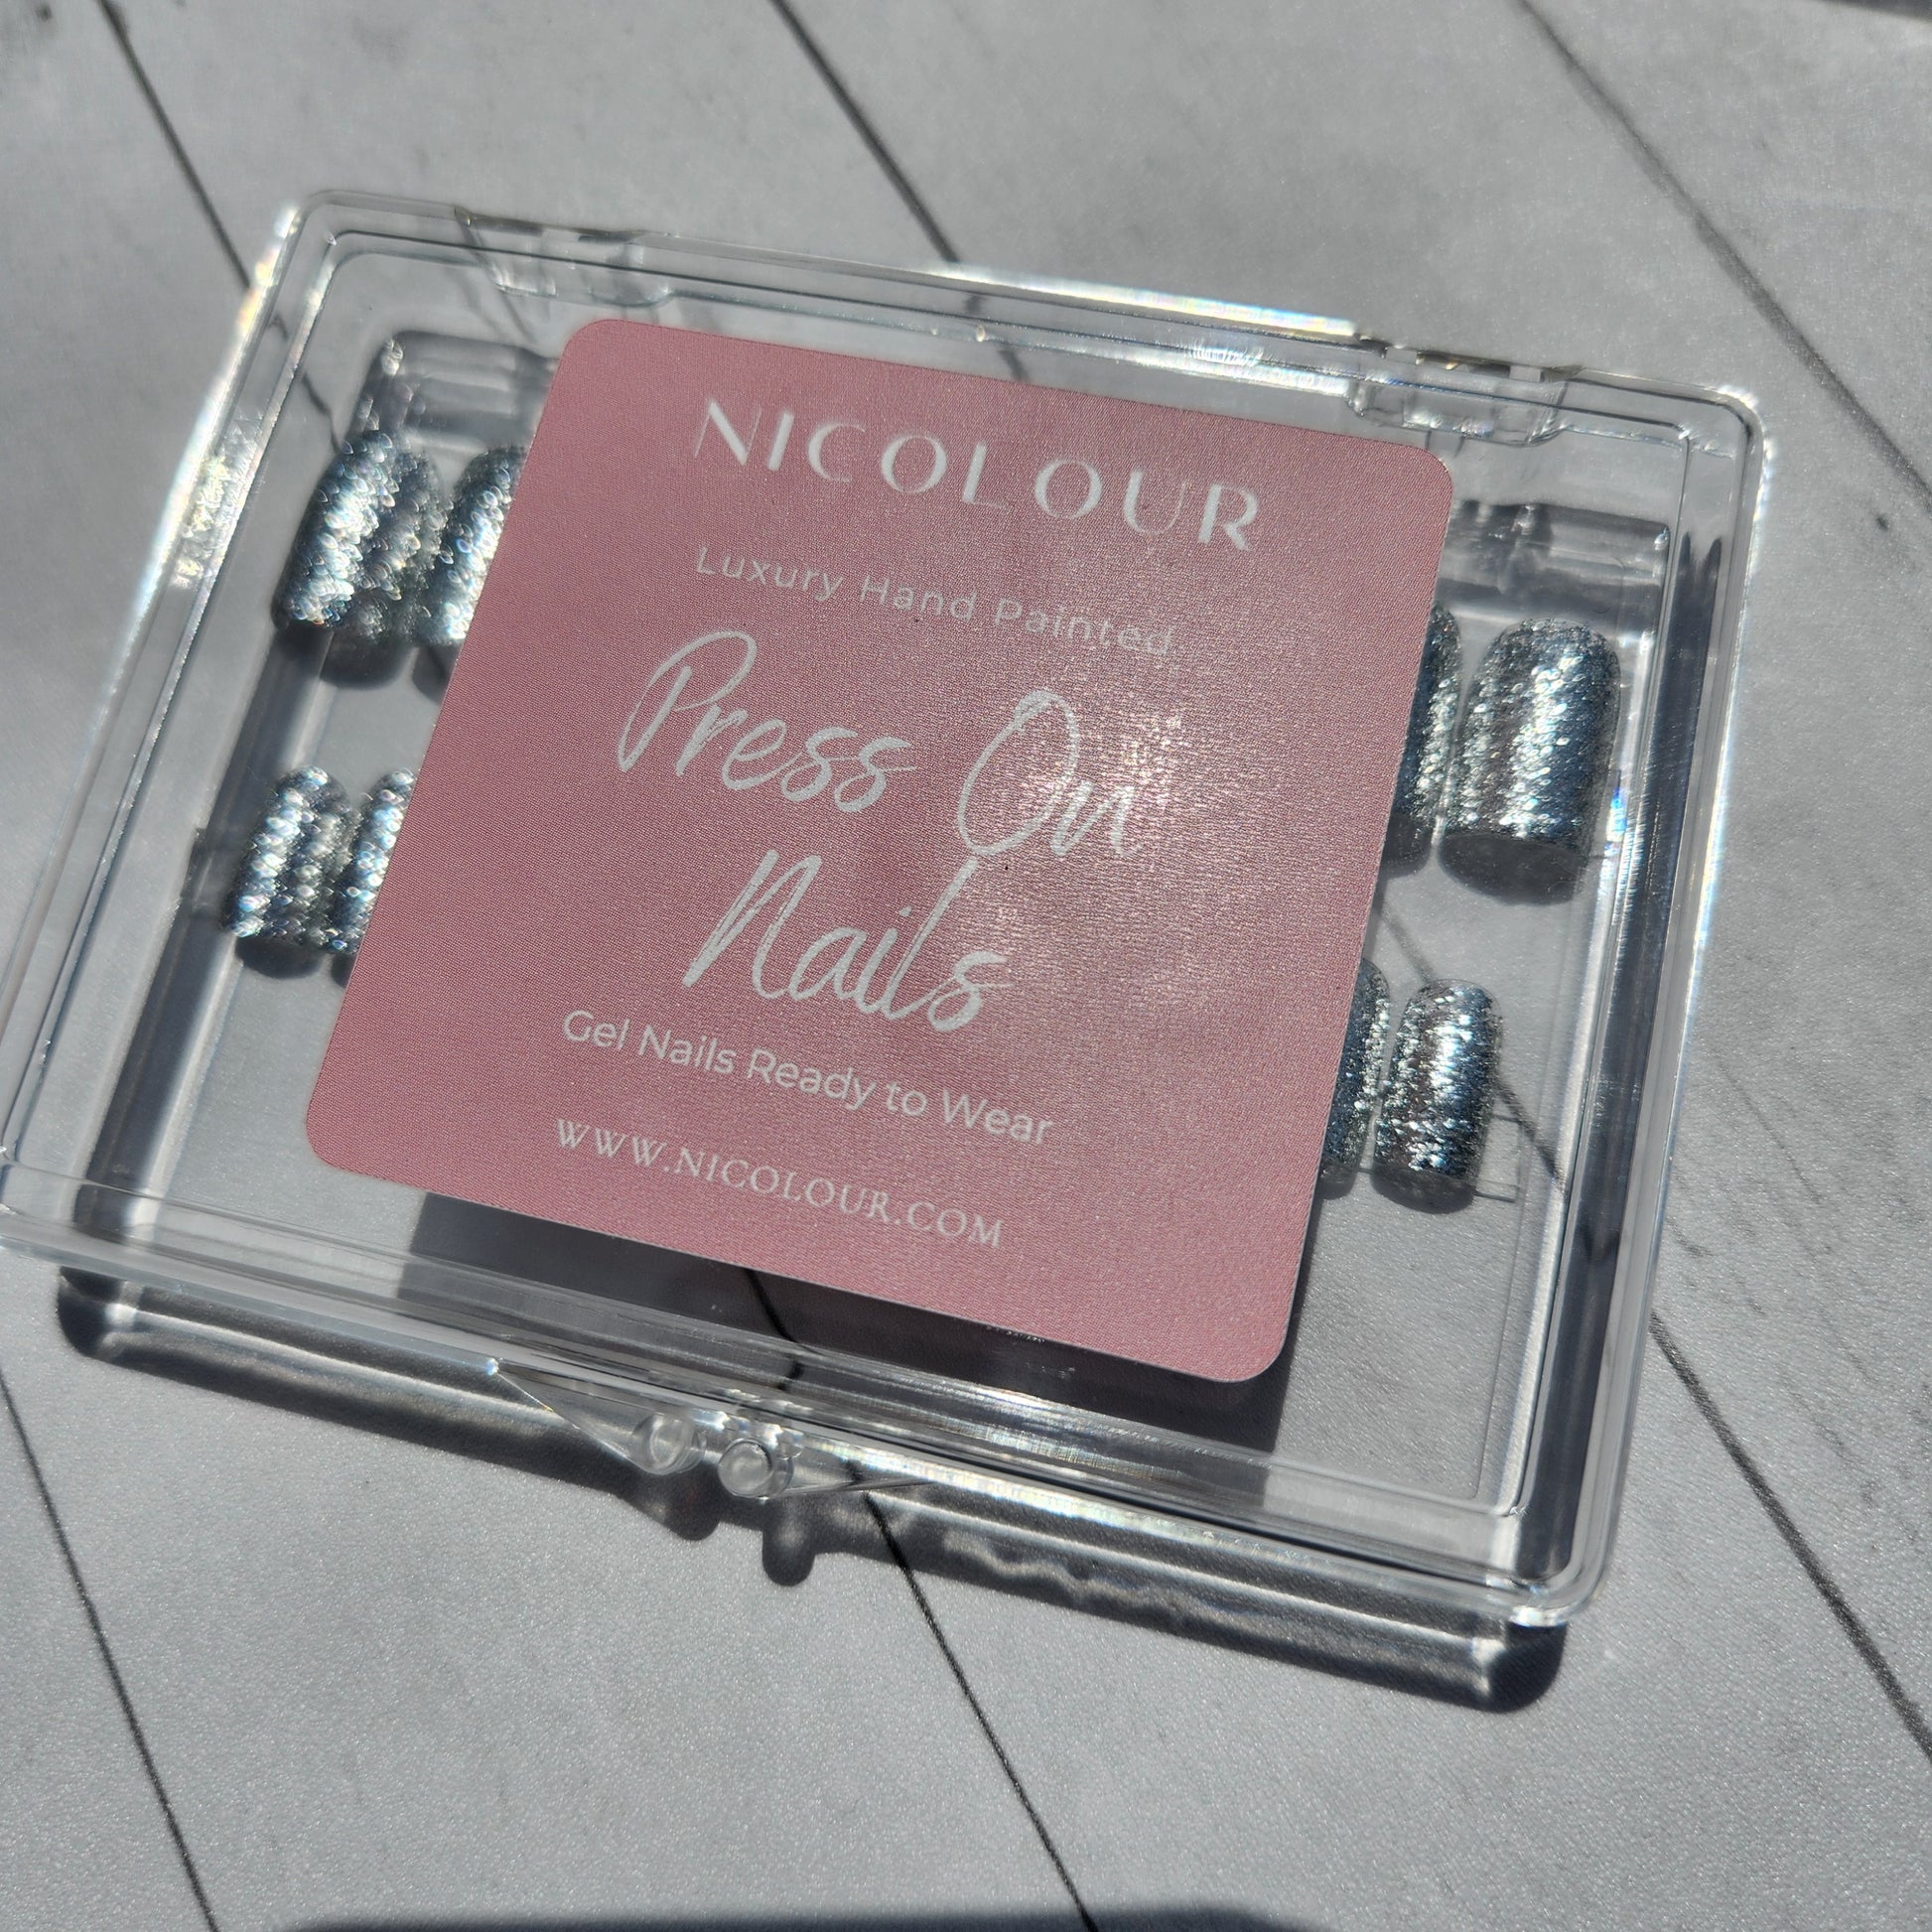 NICOLOUR
Luxury Hand Painted
Press On
Nails
Gel Nails Ready to Wear
WWW.NICOLOUR.COM